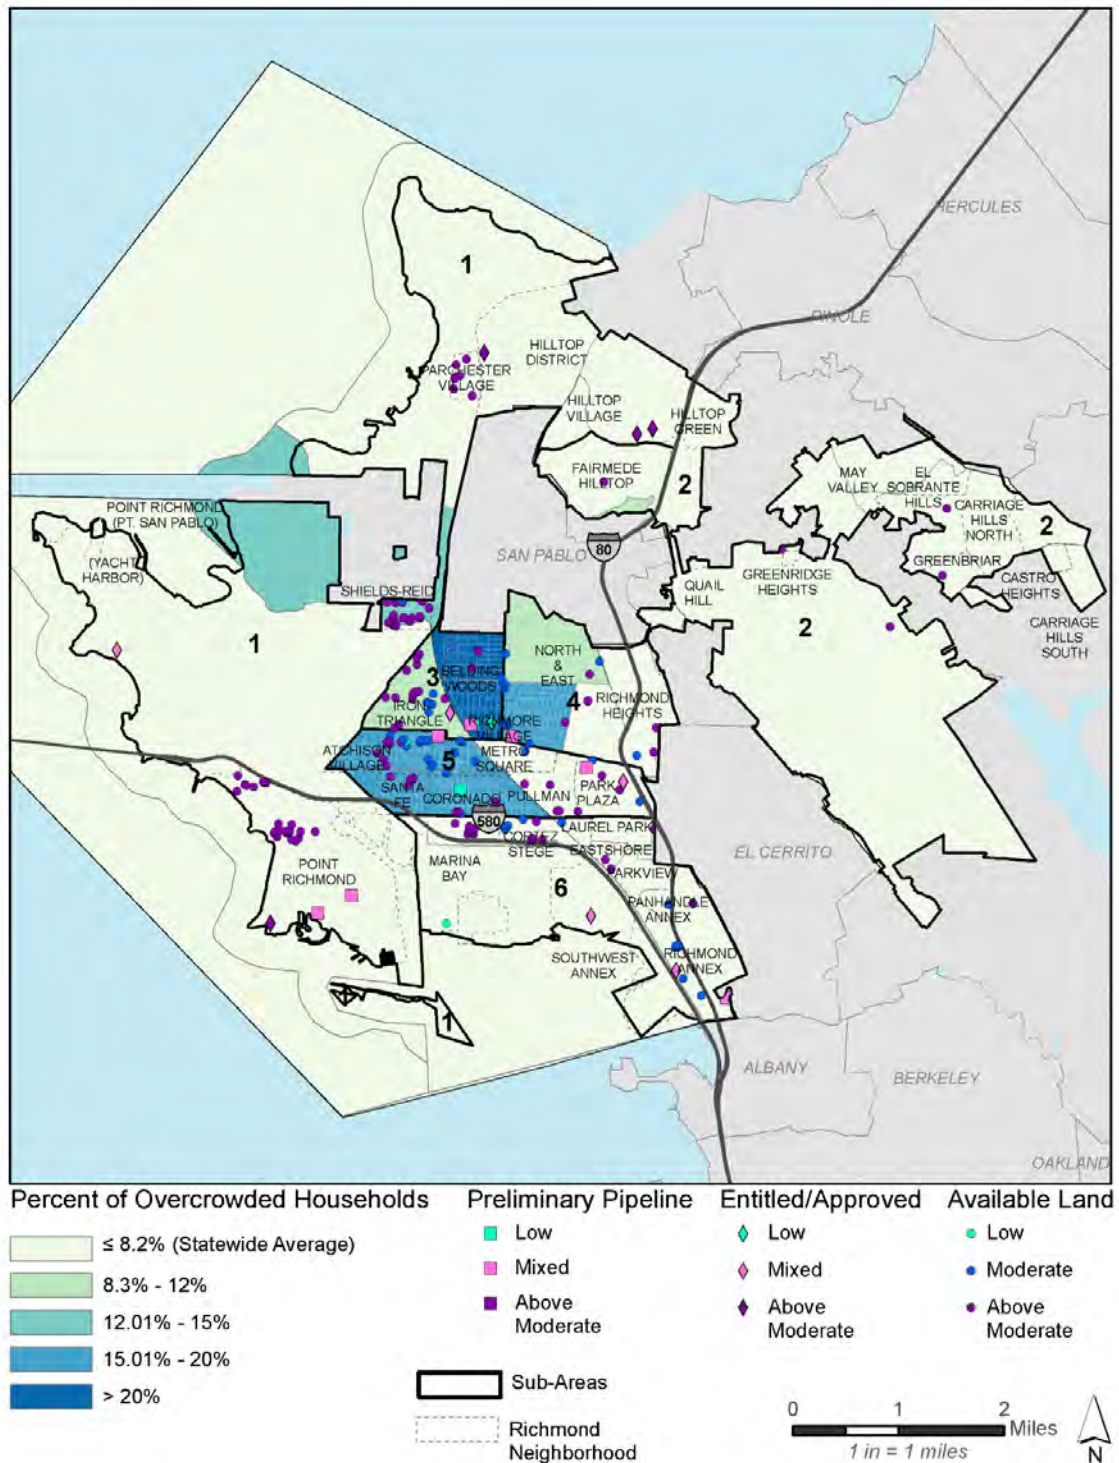 HERCULES
1
PINOLE
HILLTOP
DISTRICT
PARCHESTER
VILLAGE
HILLTOP
VILLAGE
HILLTOP
GREEN
FAIRMEDE
HILLTOP
2
MAY
VALLEY
EL
SOBRANTE
HILLS
CARRIAGE
HILLS
NORTH
2
POINT RICHMOND
(PT. SAN PABLO)
SAN PABLO
80
(YACHT
HARBOR)
GREENBRIAR
GREENRIDGE
HEIGHTS
QUAIL
HILL
CASTRO
HEIGHTS
SHIELDS-REID
CARRIAGE
HILLS
SOUTH
1
2
NORTH
&
EAST
3
BELDING
WOODS
4
RICHMOND
HEIGHTS
IRON
TRIANGLE
RICHMORE
VILLAGE
ATCHISON
VILLAGE
5
METRO
SQUARE
SANTA
FE
CORONADO
PULLMAN
PARK
PLAZA
580
CORTEZ
STEGE
LAUREL PARK
EASTSHORE
EL CERRITO
POINT
RICHMOND
MARINA
BAY
PARKVIEW
6
PANHANDLE
ANNEX
SOUTHWEST
ANNEX
RICHMOND
ANNEX
1
ALBANY
BERKELEY
OAKLAND
Percent of Overcrowded Households
≤ 8.2% (Statewide Average)
8.3% - 12%
12.01% - 15%
15.01% - 20%
> 20%
Preliminary Pipeline
Low
Mixed
Above
Moderate
Entitled/Approved
Low
Mixed
Above
Moderate
Available Land
Low
Moderate
Above
Moderate
Sub-Areas
Richmond
Neighborhood
0 1 2
Miles
1 in = 1 miles
N